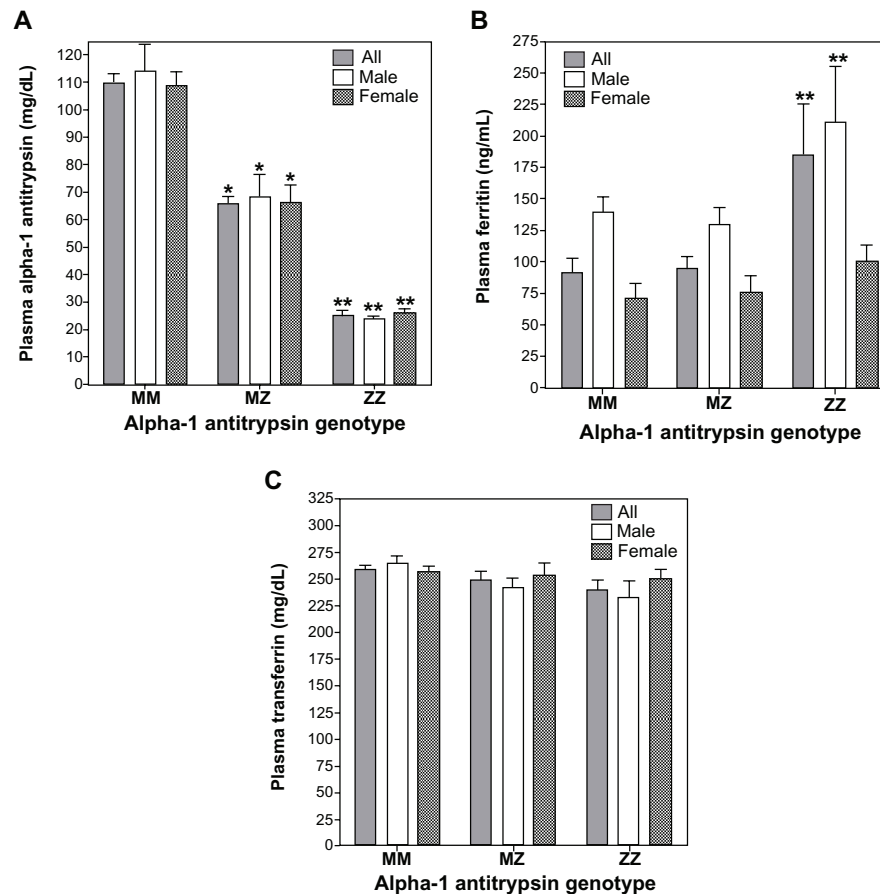 A
Plasma alpha-1 antitrypsin (mg/dL)
120
110
100
90
80
70
60
50
40
30
20
10
0
All
Male
Female
*
*
*
**
**
**
MM
MZ
ZZ
Alpha-1 antitrypsin genotype
B
Plasma ferritin (ng/mL)
275
250
225
200
175
150
125
100
75
50
25
0
All
Male
Female
**
**
MM
MZ
ZZ
Alpha-1 antitrypsin genotype
C
Plasma transferrin (mg/dL)
325
300
275
250
225
200
175
150
125
100
75
50
25
0
All
Male
Female
MM
MZ
ZZ
Alpha-1 antitrypsin genotype